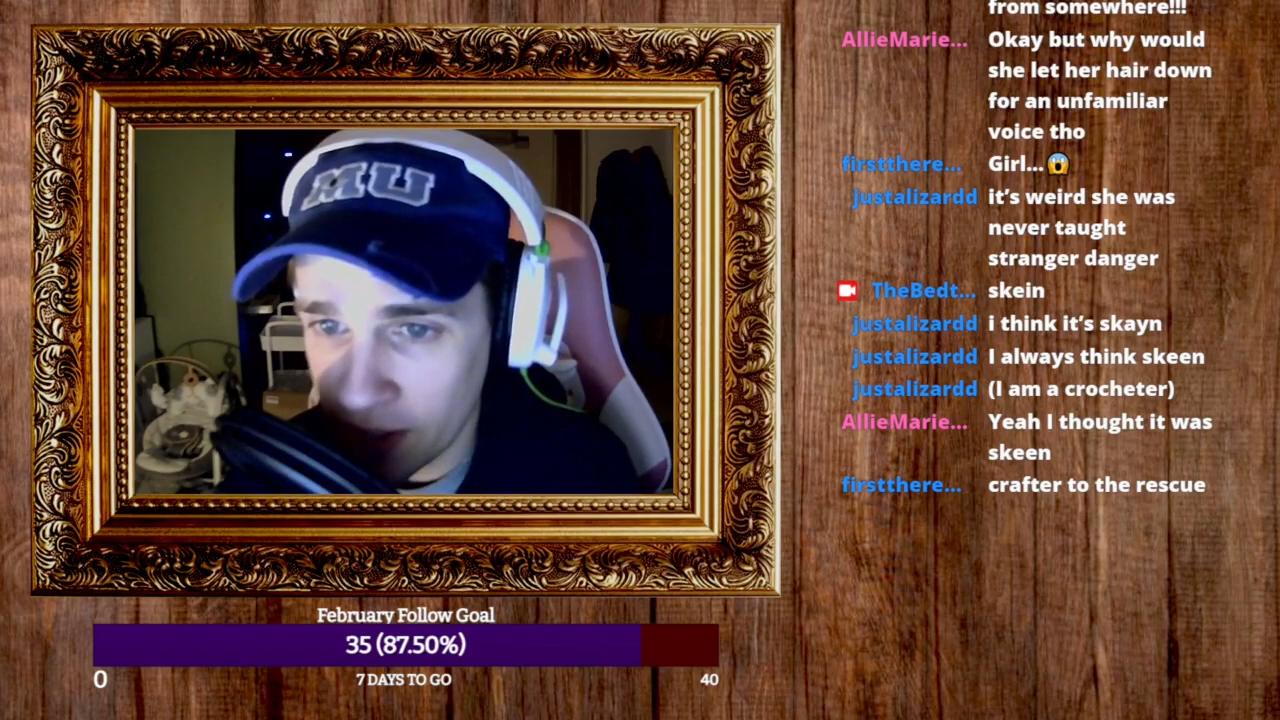 from somewhere!!!
AllieMarie... Okay but why would
she let her hair down
for an unfamiliar
voice tho
firstthere... Girl...😱
justalizardd it's weird she was
never taught
stranger danger
TheBedt... skein
justalizardd i think it's skayn
justalizardd I always think skeen
justalizardd (I am a crocheter)
AllieMarie... Yeah I thought it was
skeen
firstthere... crafter to the rescue
MU
February Follow Goal
35 (87.50%)
0 7 DAYS TO GO 40